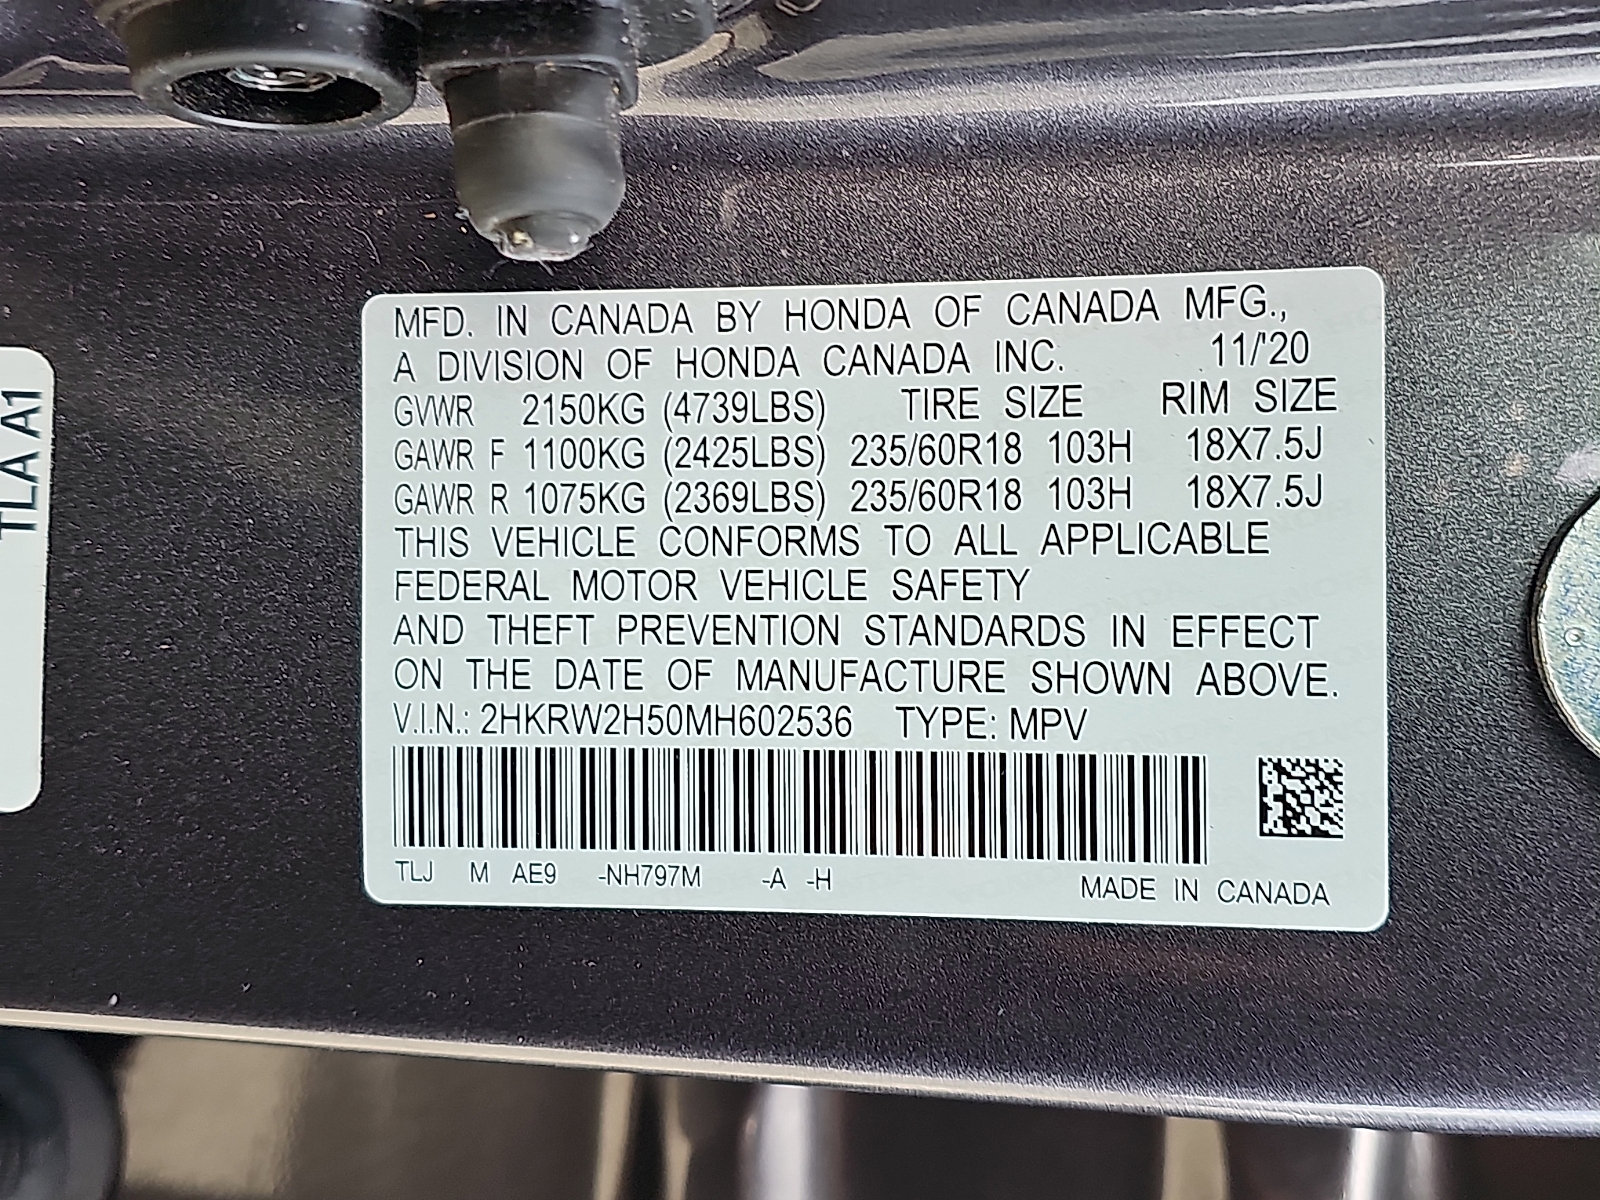 MFD. IN CANADA BY HONDA OF CANADA MFG.,
A DIVISION OF HONDA CANADA INC. 11/'20
GVWR 2150KG (4739LBS) TIRE SIZE RIM SIZE
GAWR F 1100KG (2425LBS) 235/60R18 103H 18X7.5J
GAWR R 1075KG (2369LBS) 235/60R18 103H 18X7.5J
THIS VEHICLE CONFORMS TO ALL APPLICABLE
FEDERAL MOTOR VEHICLE SAFETY
AND THEFT PREVENTION STANDARDS IN EFFECT
ON THE DATE OF MANUFACTURE SHOWN ABOVE.
V.I.N.: 2HKRW2H50MH602536 TYPE: MPV
TLJ M AE9 -NH797M -A -H MADE IN CANADA
TLA A1